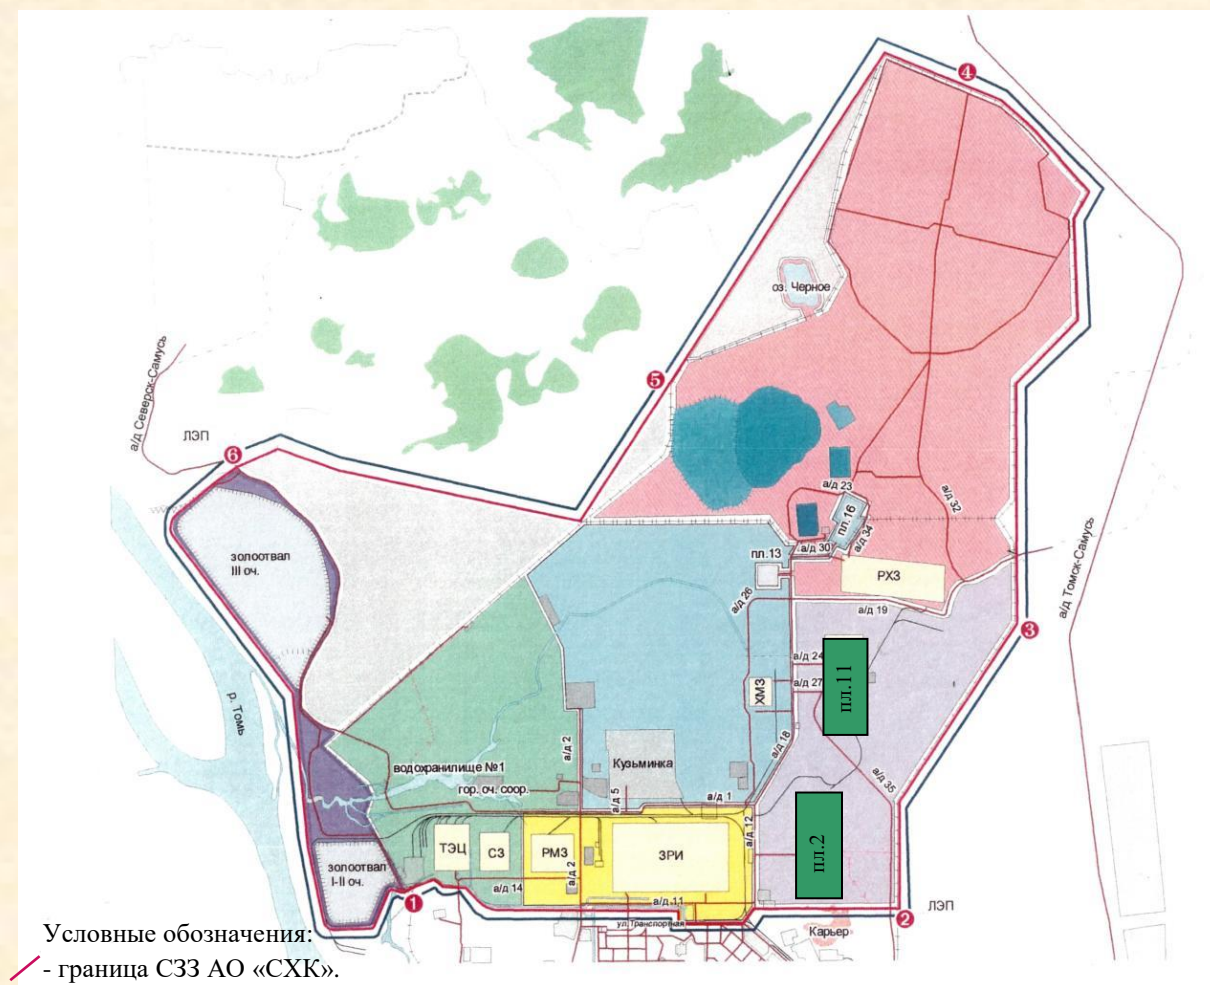 4
оз. Черное
а/д Северск-Самусь
5
ЛЭП
6
а/д 23
а/д 32
пл.16
а/д 34
а/д 30
пл.13
золоотвал
III оч.
РХЗ
а/д Томск-Самусь
а/д 26
а/д 19
3
а/д 24
пл.11
ХМЗ
а/д 27
р. Томь
а/д 2
а/д 18
Кузьминка
водохранилище №1
гор. оч. соор.
а/д 35
а/д 5
а/д 1
а/д 12
пл.2
ТЭЦ
СЗ
РМЗ
ЗРИ
золоотвал
I-II оч.
а/д 2
а/д 14
а/д 11
1
2
ЛЭП
ул.Транспортная
Карьер
Условные обозначения:
- граница СЗЗ АО «СХК».